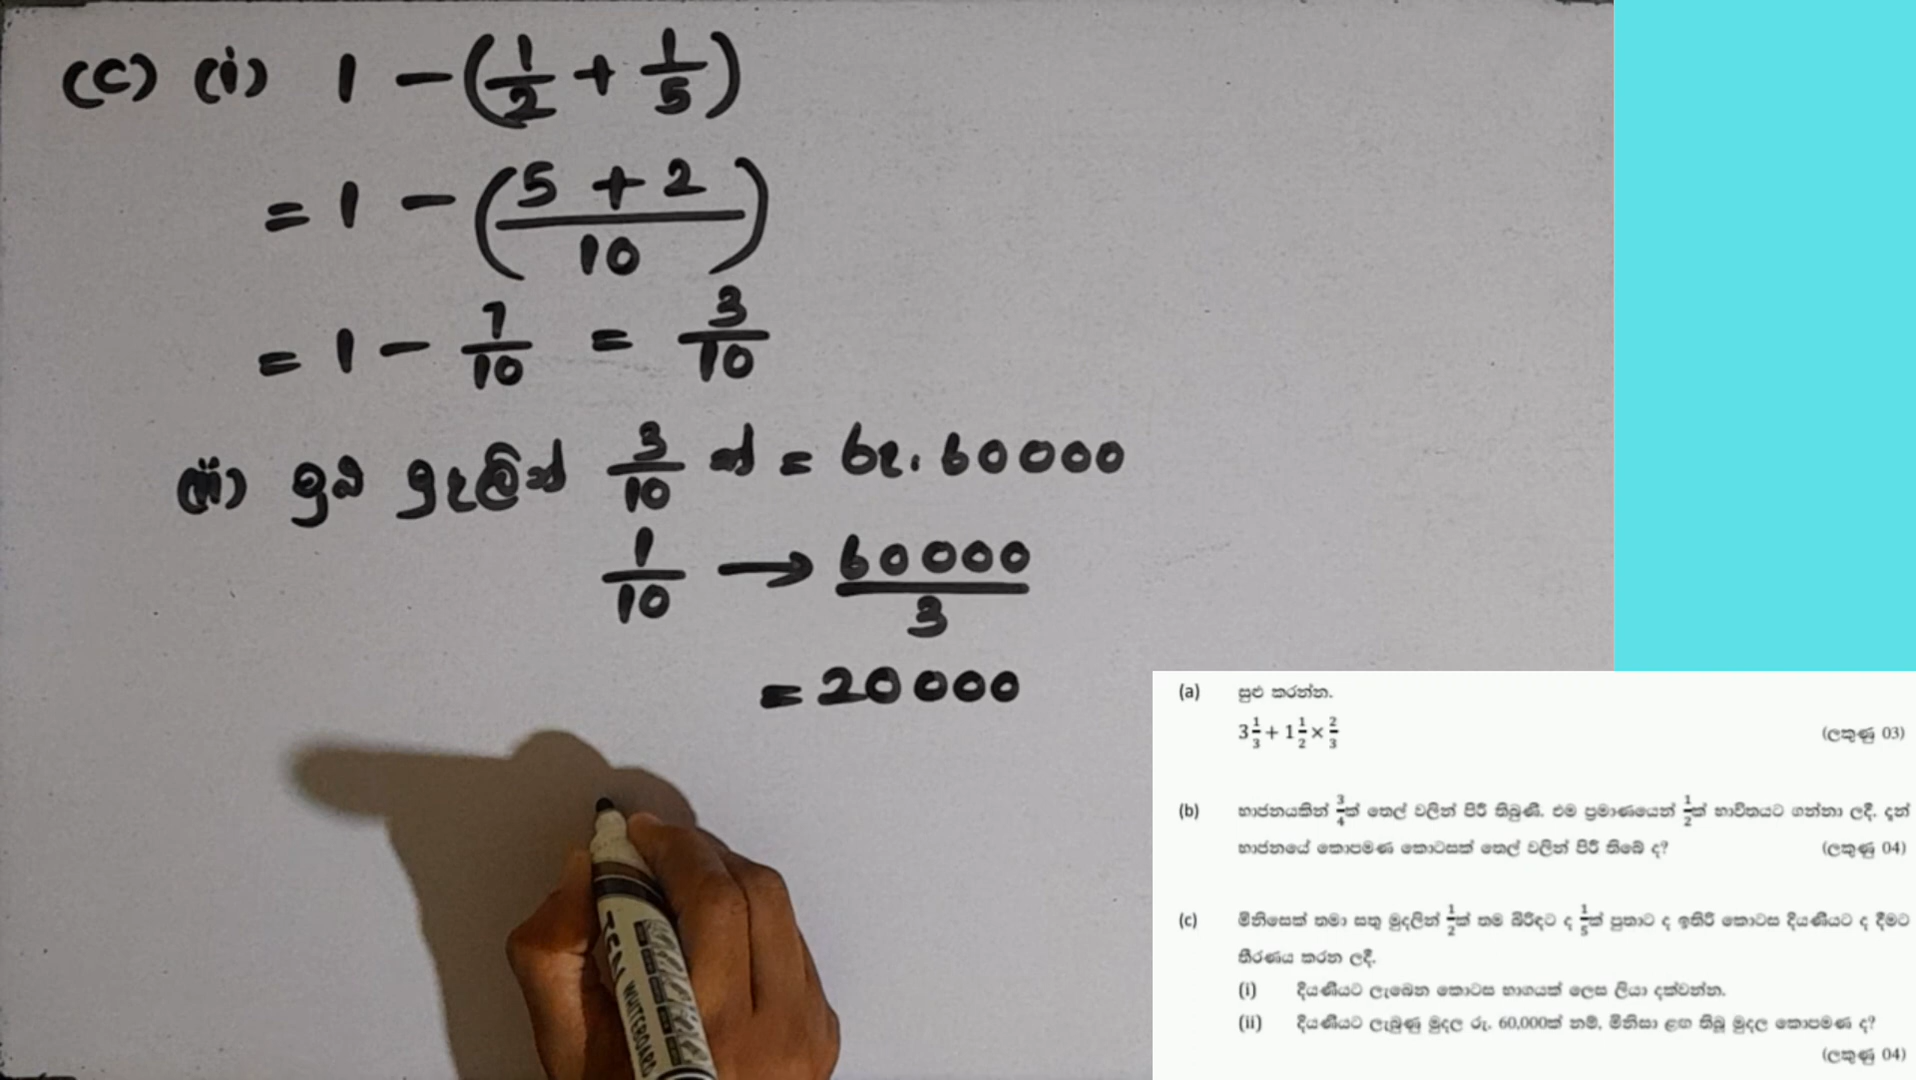 (C) (i) 1 - (1/2 + 1/5)
= 1 - (5 + 2 / 10)
= 1 - 7/10 = 3/10
(ii) මුළු මුදලින් 3/10 ක් = රු. 60000
1/10 → 60000/3
= 20000
TEXN WHITEBOARD
(a) සුළු කරන්න.
3 1/3 + 1 1/2 × 2/3 (ලකුණු 03)
(b) භාජනයකින් 3/4ක් තෙල් වලින් පිරී තිබුණි. එම ප්‍රමාණයෙන් 1/2ක් භාවිතයට ගන්නා ලදී. දැන්
භාජනයේ කොපමණ කොටසක් තෙල් වලින් පිරී තිබේ ද? (ලකුණු 04)
(c) මිනිසෙක් තමා සතු මුදලින් 1/2ක් තම බිරිඳට ද 1/5ක් පුතාට ද ඉතිරි කොටස දියණියට ද දීමට
තීරණය කරන ලදී.
(i) දියණියට ලැබෙන කොටස භාගයක් ලෙස ලියා දක්වන්න.
(ii) දියණියට ලැබුණු මුදල රු. 60,000ක් නම්, මිනිසා ළඟ තිබූ මුදල කොපමණ ද?
(ලකුණු 04)